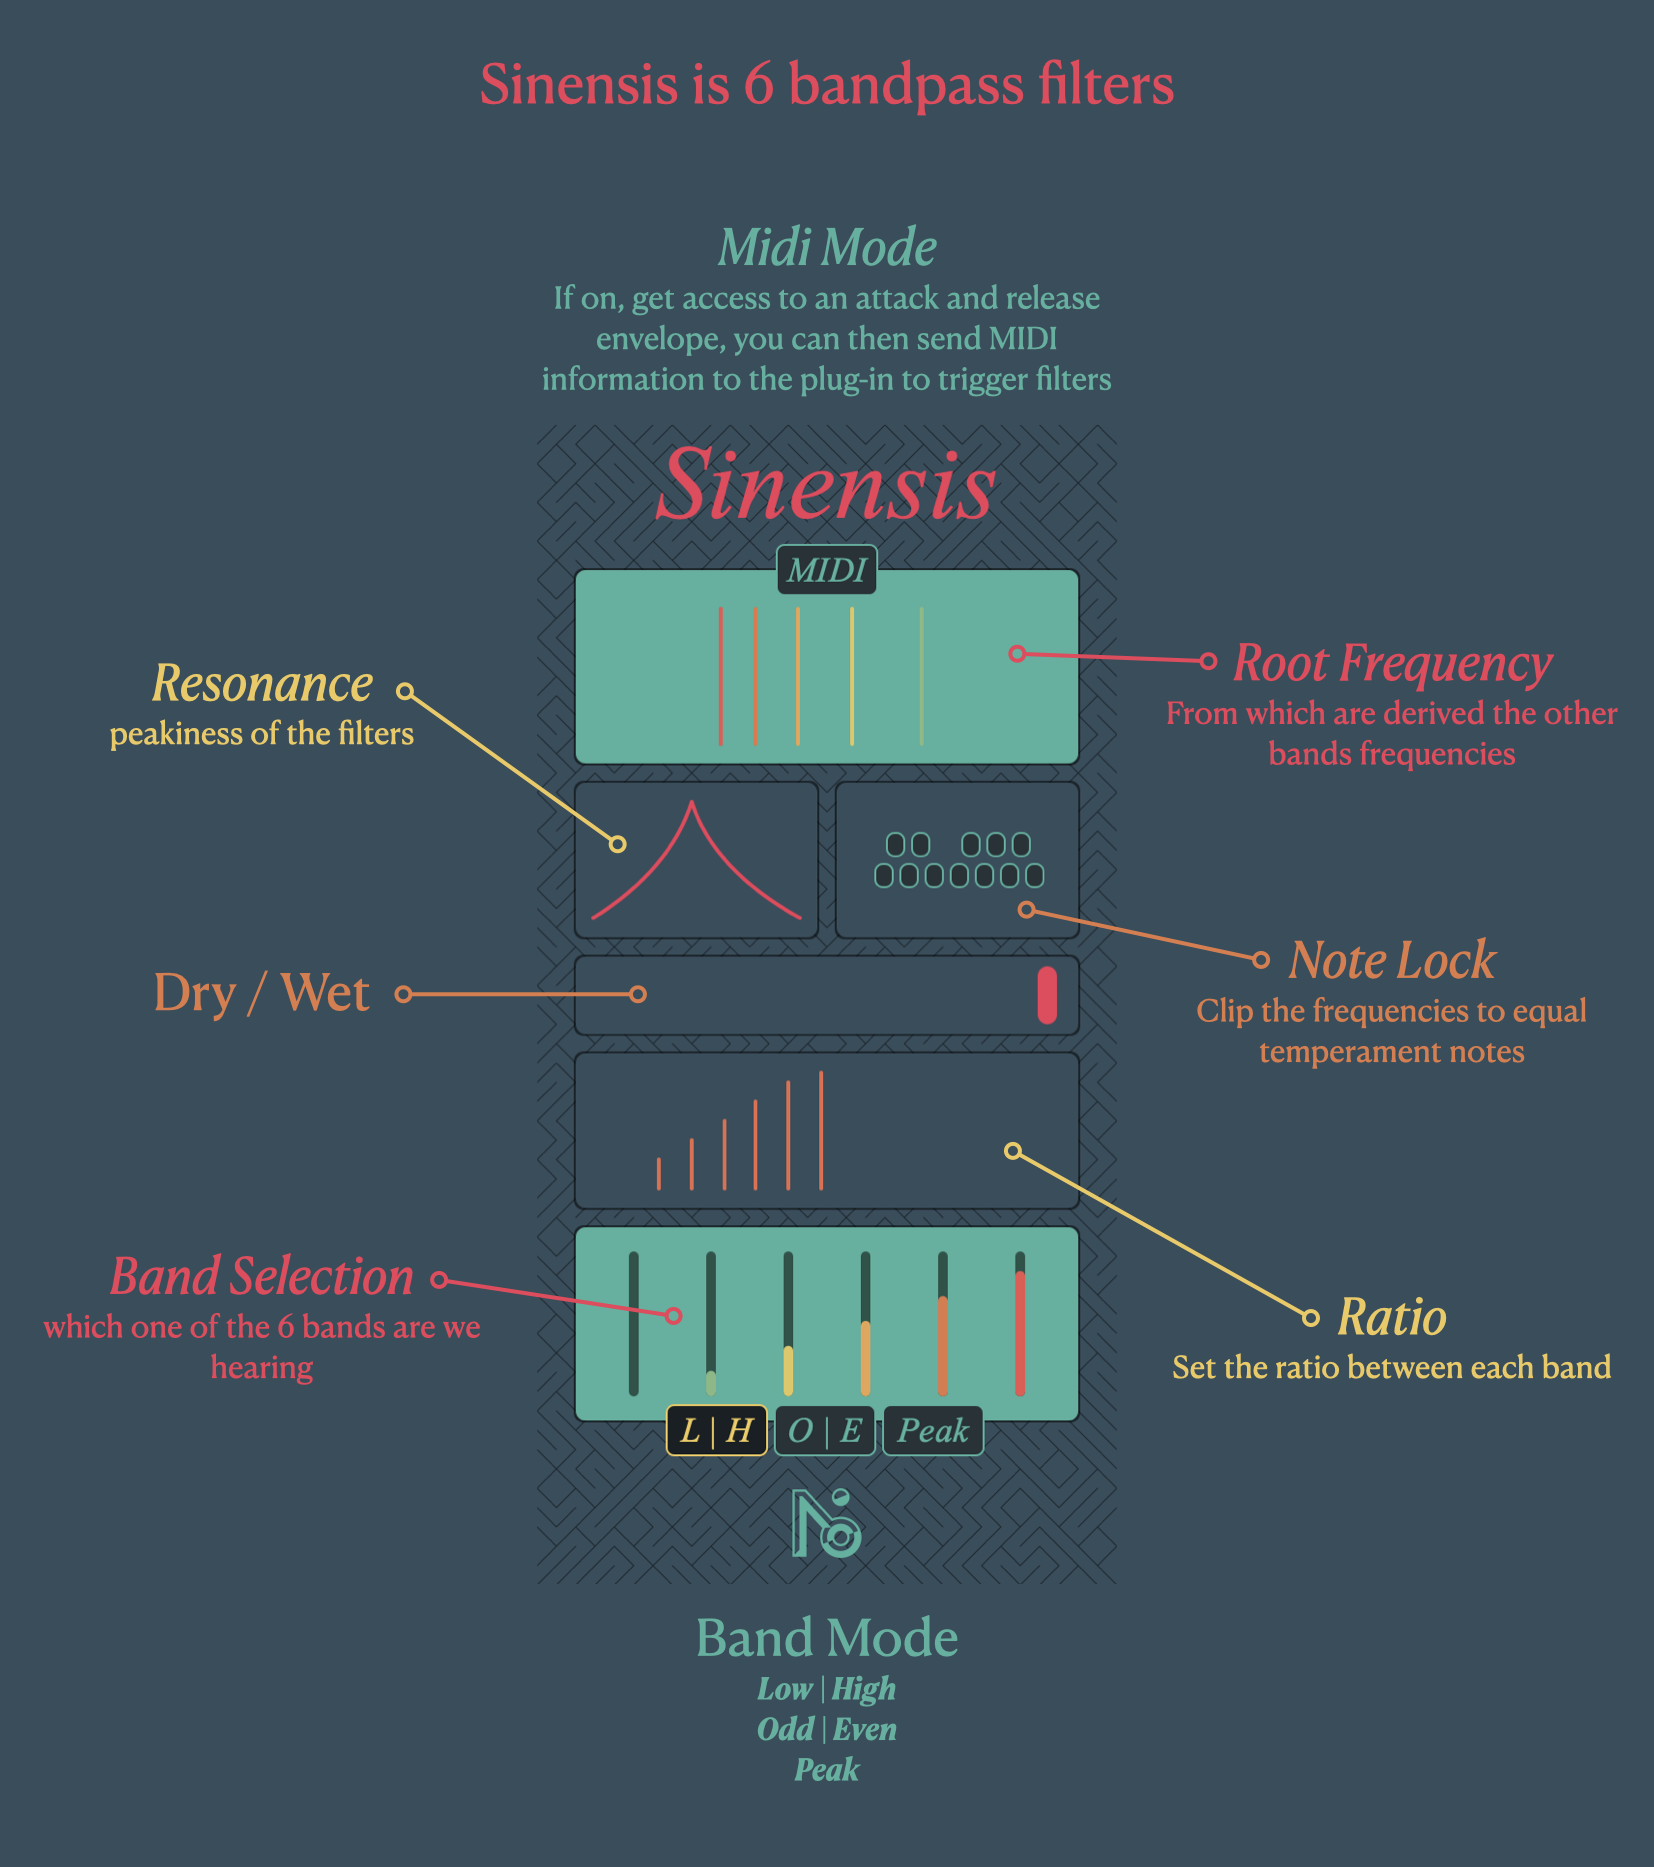 Sinensis is 6 bandpass filters
Midi Mode
If on, get access to an attack and release
envelope, you can then send MIDI
information to the plug-in to trigger filters
Sinensis
MIDI
Resonance
peakiness of the filters
Root Frequency
From which are derived the other
bands frequencies
Dry / Wet
Note Lock
Clip the frequencies to equal
temperament notes
Band Selection
which one of the 6 bands are we
hearing
Ratio
Set the ratio between each band
L | H
O | E
Peak
Band Mode
Low | High
Odd | Even
Peak